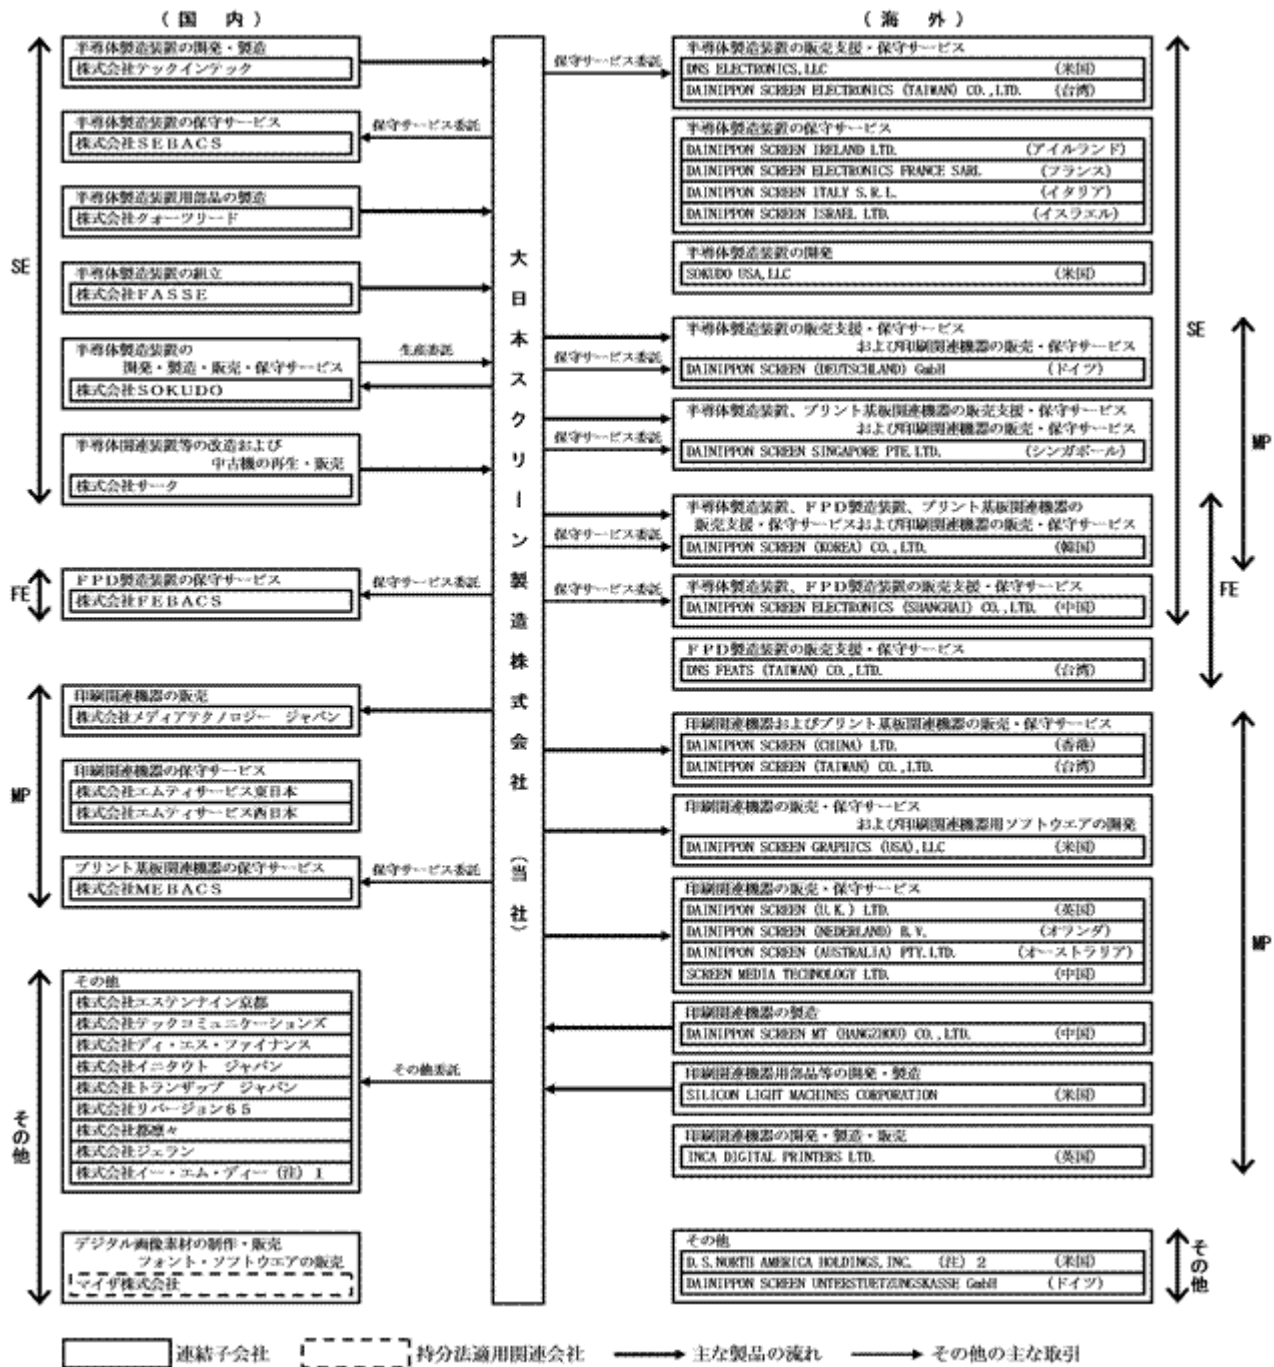 （国　内）
SE
半導体製造装置の開発・製造
株式会社テックインテック
半導体製造装置の保守サービス
株式会社ＳＥＢＡＣＳ
保守サービス委託
半導体製造装置用部品の製造
株式会社クォーツリード
半導体製造装置の組立
株式会社ＦＡＳＳＥ
半導体製造装置の
開発・製造・販売・保守サービス
株式会社ＳＯＫＵＤＯ
生産委託
半導体関連装置等の改造および
中古機の再生・販売
株式会社サーク
FE
ＦＰＤ製造装置の保守サービス
株式会社ＦＥＢＡＣＳ
保守サービス委託
MP
印刷関連機器の販売
株式会社メディアテクノロジー　ジャパン
印刷関連機器の保守サービス
株式会社エムティサービス東日本
株式会社エムティサービス西日本
プリント基板関連機器の保守サービス
株式会社ＭＥＢＡＣＳ
保守サービス委託
その他
その他
株式会社エステンナイン京都
株式会社テックコミュニケーションズ
株式会社ディ・エス・ファイナンス
株式会社イニタウト　ジャパン
株式会社トランザップ　ジャパン
株式会社リバージョン６５
株式会社都凛々
株式会社ジェラン
株式会社イー・エム・ディー（注）１
その他委託
デジタル画像素材の制作・販売
フォント・ソフトウエアの販売
マイザ株式会社
大日本スクリーン製造株式会社（当社）
（海　外）
保守サービス委託
半導体製造装置の販売支援・保守サービス
DNS ELECTRONICS,LLC　（米国）
DAINIPPON SCREEN ELECTRONICS (TAIWAN) CO.,LTD.　（台湾）
半導体製造装置の保守サービス
DAINIPPON SCREEN IRELAND LTD.　（アイルランド）
DAINIPPON SCREEN ELECTRONICS FRANCE SARL　（フランス）
DAINIPPON SCREEN ITALY S.R.L.　（イタリア）
DAINIPPON SCREEN ISRAEL LTD.　（イスラエル）
半導体製造装置の開発
SOKUDO USA,LLC　（米国）
SE
半導体製造装置の販売支援・保守サービス
および印刷関連機器の販売・保守サービス
DAINIPPON SCREEN (DEUTSCHLAND) GmbH　（ドイツ）
保守サービス委託
半導体製造装置、プリント基板関連機器の販売支援・保守サービス
および印刷関連機器の販売・保守サービス
DAINIPPON SCREEN SINGAPORE PTE.LTD.　（シンガポール）
保守サービス委託
MP
半導体製造装置、ＦＰＤ製造装置、プリント基板関連機器の
販売支援・保守サービスおよび印刷関連機器の販売・保守サービス
DAINIPPON SCREEN (KOREA) CO.,LTD.　（韓国）
保守サービス委託
半導体製造装置、ＦＰＤ製造装置の販売支援・保守サービス
DAINIPPON SCREEN ELECTRONICS (SHANGHAI) CO.,LTD.　（中国）
保守サービス委託
FE
ＦＰＤ製造装置の販売支援・保守サービス
DNS FEATS (TAIWAN) CO.,LTD.　（台湾）
印刷関連機器およびプリント基板関連機器の販売・保守サービス
DAINIPPON SCREEN (CHINA) LTD.　（香港）
DAINIPPON SCREEN (TAIWAN) CO.,LTD.　（台湾）
印刷関連機器の販売・保守サービス
および印刷関連機器用ソフトウエアの開発
DAINIPPON SCREEN GRAPHICS (USA),LLC　（米国）
印刷関連機器の販売・保守サービス
DAINIPPON SCREEN (U.K.) LTD.　（英国）
DAINIPPON SCREEN (NEDERLAND) B.V.　（オランダ）
DAINIPPON SCREEN (AUSTRALIA) PTY.LTD.　（オーストラリア）
SCREEN MEDIA TECHNOLOGY LTD.　（中国）
MP
印刷関連機器の製造
DAINIPPON SCREEN MT (HANGZHOU) CO.,LTD.　（中国）
印刷関連機器用部品等の開発・製造
SILICON LIGHT MACHINES CORPORATION　（米国）
印刷関連機器の開発・製造・販売
INCA DIGITAL PRINTERS LTD.　（英国）
その他
D.S.NORTH AMERICA HOLDINGS,INC.　（注）２　（米国）
DAINIPPON SCREEN UNTERSTUETZUNGSKASSE GmbH　（ドイツ）
その他
連結子会社　持分法適用関連会社　主な製品の流れ　その他の主な取引